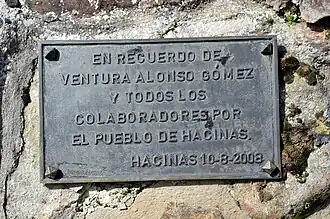 EN RECUERDO DE
VENTURA ALONSO GÓMEZ
Y TODOS LOS
COLABORADORES POR
EL PUEBLO DE HACINAS.
HACINAS 10-8-2008